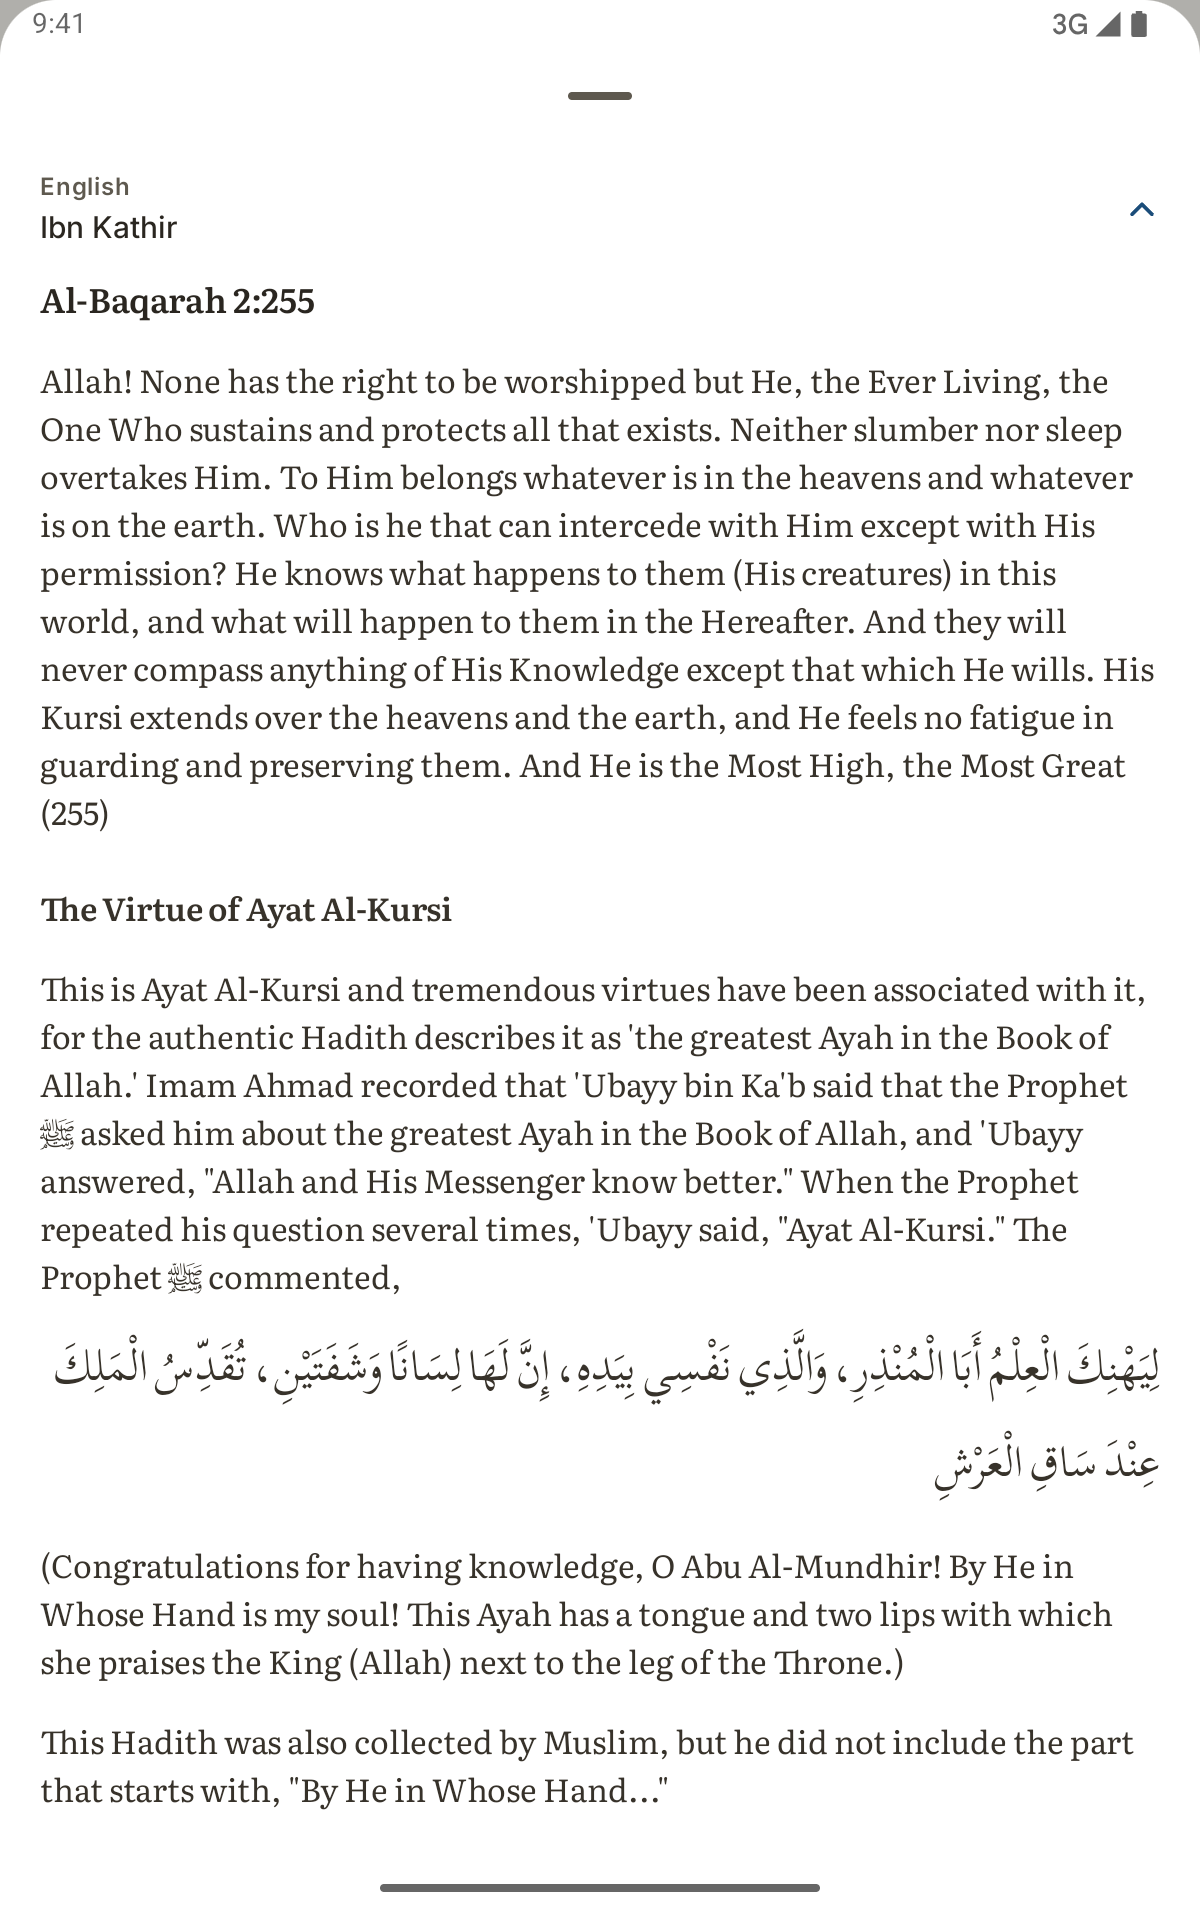 9:41
3G
English
Ibn Kathir
Al-Baqarah 2:255
Allah! None has the right to be worshipped but He, the Ever Living, the
One Who sustains and protects all that exists. Neither slumber nor sleep
overtakes Him. To Him belongs whatever is in the heavens and whatever
is on the earth. Who is he that can intercede with Him except with His
permission? He knows what happens to them (His creatures) in this
world, and what will happen to them in the Hereafter. And they will
never compass anything of His Knowledge except that which He wills. His
Kursi extends over the heavens and the earth, and He feels no fatigue in
guarding and preserving them. And He is the Most High, the Most Great
(255)
The Virtue of Ayat Al-Kursi
This is Ayat Al-Kursi and tremendous virtues have been associated with it,
for the authentic Hadith describes it as 'the greatest Ayah in the Book of
Allah.' Imam Ahmad recorded that 'Ubayy bin Ka'b said that the Prophet
ﷺ asked him about the greatest Ayah in the Book of Allah, and 'Ubayy
answered, "Allah and His Messenger know better." When the Prophet
repeated his question several times, 'Ubayy said, "Ayat Al-Kursi." The
Prophet ﷺ commented,
لِيَهْنِكَ الْعِلْمُ أَبَا الْمُنْذِرِ، وَالَّذِي نَفْسِي بِيَدِهِ، إِنَّ لَهَا لِسَانًا وَشَفَتَيْنِ، تُقَدِّسُ الْمَلِكَ
عِنْدَ سَاقِ الْعَرْشِ
(Congratulations for having knowledge, O Abu Al-Mundhir! By He in
Whose Hand is my soul! This Ayah has a tongue and two lips with which
she praises the King (Allah) next to the leg of the Throne.)
This Hadith was also collected by Muslim, but he did not include the part
that starts with, "By He in Whose Hand..."